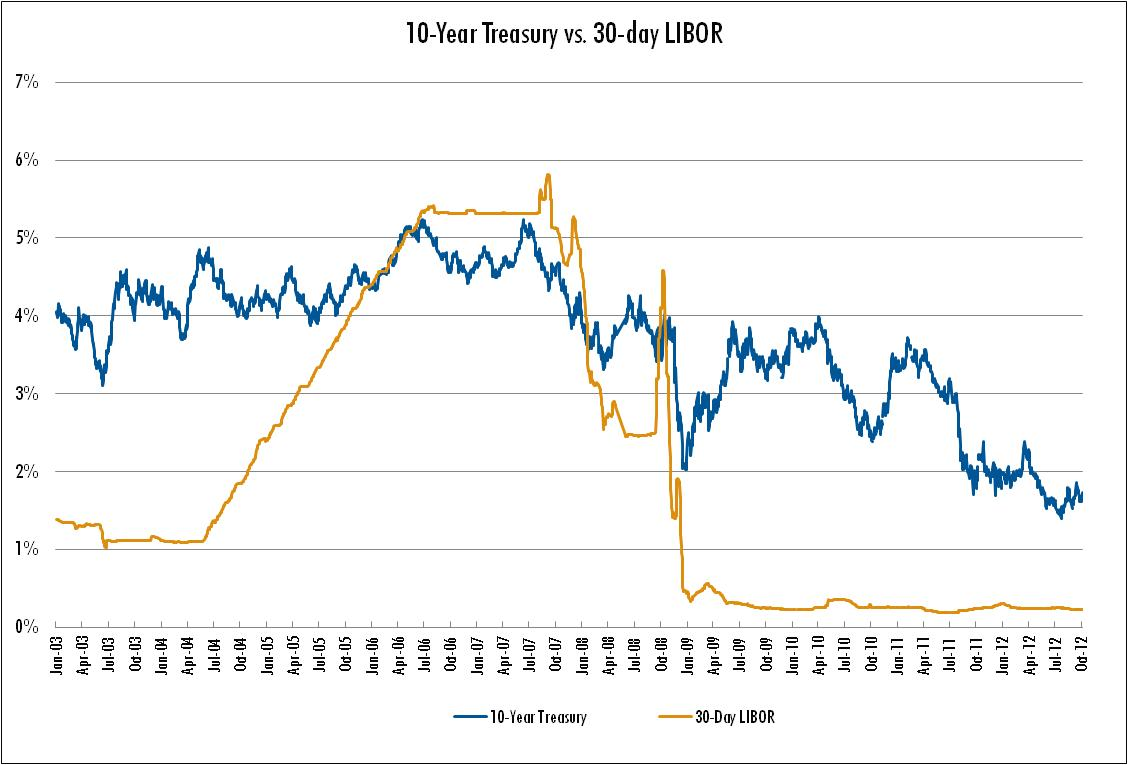 10-Year Treasury vs. 30-day LIBOR
7%
6%
5%
4%
3%
2%
1%
0%
Jan-03
Apr-03
Jul-03
Oct-03
Jan-04
Apr-04
Jul-04
Oct-04
Jan-05
Apr-05
Jul-05
Oct-05
Jan-06
Apr-06
Jul-06
Oct-06
Jan-07
Apr-07
Jul-07
Oct-07
Jan-08
Apr-08
Jul-08
Oct-08
Jan-09
Apr-09
Jul-09
Oct-09
Jan-10
Apr-10
Jul-10
Oct-10
Jan-11
Apr-11
Jul-11
Oct-11
Jan-12
Apr-12
Jul-12
Oct-12
10-Year Treasury
30-Day LIBOR